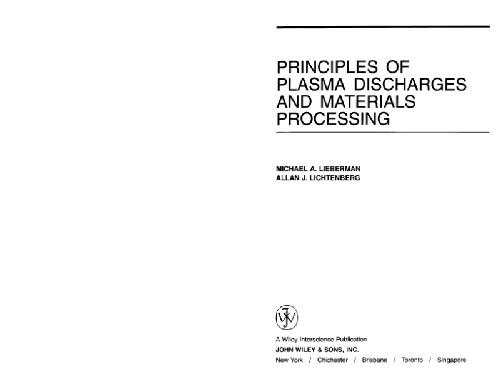 PRINCIPLES OF
PLASMA DISCHARGES
AND MATERIALS
PROCESSING
MICHAEL A. LIEBERMAN
ALLAN J. LICHTENBERG
A Wiley Interscience Publication
JOHN WILEY & SONS, INC.
New York / Chichester / Brisbane / Toronto / Singapore